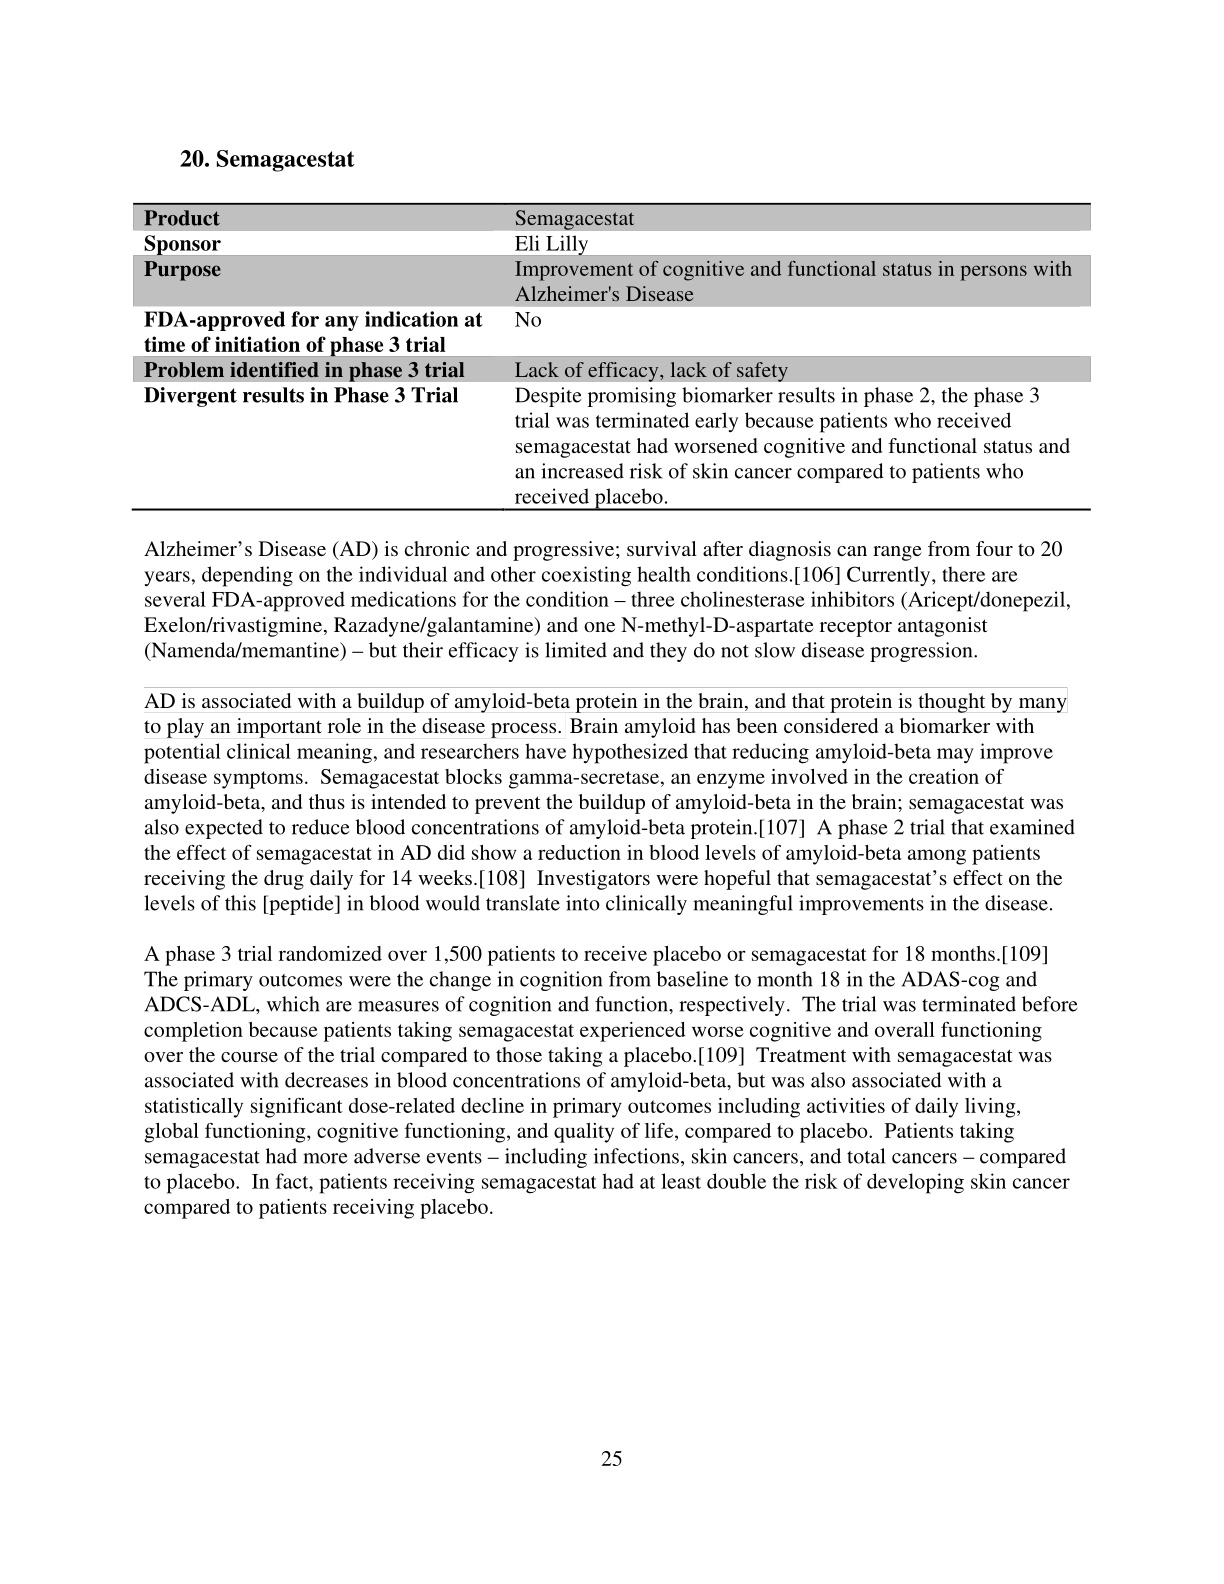 20. Semagacestat
Product Semagacestat
Sponsor Eli Lilly
Purpose Improvement of cognitive and functional status in persons with
Alzheimer's Disease
FDA-approved for any indication at No
time of initiation of phase 3 trial
Problem identified in phase 3 trial Lack of efficacy, lack of safety
Divergent results in Phase 3 Trial Despite promising biomarker results in phase 2, the phase 3
trial was terminated early because patients who received
semagacestat had worsened cognitive and functional status and
an increased risk of skin cancer compared to patients who
received placebo.
Alzheimer’s Disease (AD) is chronic and progressive; survival after diagnosis can range from four to 20
years, depending on the individual and other coexisting health conditions.[106] Currently, there are
several FDA-approved medications for the condition – three cholinesterase inhibitors (Aricept/donepezil,
Exelon/rivastigmine, Razadyne/galantamine) and one N-methyl-D-aspartate receptor antagonist
(Namenda/memantine) – but their efficacy is limited and they do not slow disease progression.
AD is associated with a buildup of amyloid-beta protein in the brain, and that protein is thought by many
to play an important role in the disease process. Brain amyloid has been considered a biomarker with
potential clinical meaning, and researchers have hypothesized that reducing amyloid-beta may improve
disease symptoms. Semagacestat blocks gamma-secretase, an enzyme involved in the creation of
amyloid-beta, and thus is intended to prevent the buildup of amyloid-beta in the brain; semagacestat was
also expected to reduce blood concentrations of amyloid-beta protein.[107] A phase 2 trial that examined
the effect of semagacestat in AD did show a reduction in blood levels of amyloid-beta among patients
receiving the drug daily for 14 weeks.[108] Investigators were hopeful that semagacestat’s effect on the
levels of this [peptide] in blood would translate into clinically meaningful improvements in the disease.
A phase 3 trial randomized over 1,500 patients to receive placebo or semagacestat for 18 months.[109]
The primary outcomes were the change in cognition from baseline to month 18 in the ADAS-cog and
ADCS-ADL, which are measures of cognition and function, respectively. The trial was terminated before
completion because patients taking semagacestat experienced worse cognitive and overall functioning
over the course of the trial compared to those taking a placebo.[109] Treatment with semagacestat was
associated with decreases in blood concentrations of amyloid-beta, but was also associated with a
statistically significant dose-related decline in primary outcomes including activities of daily living,
global functioning, cognitive functioning, and quality of life, compared to placebo. Patients taking
semagacestat had more adverse events – including infections, skin cancers, and total cancers – compared
to placebo. In fact, patients receiving semagacestat had at least double the risk of developing skin cancer
compared to patients receiving placebo.
25